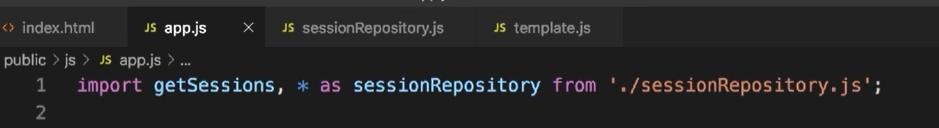 <> index.html JS app.js × JS sessionRepository.js JS template.js
public > js > JS app.js > ...
1 import getSessions, * as sessionRepository from './sessionRepository.js';
2